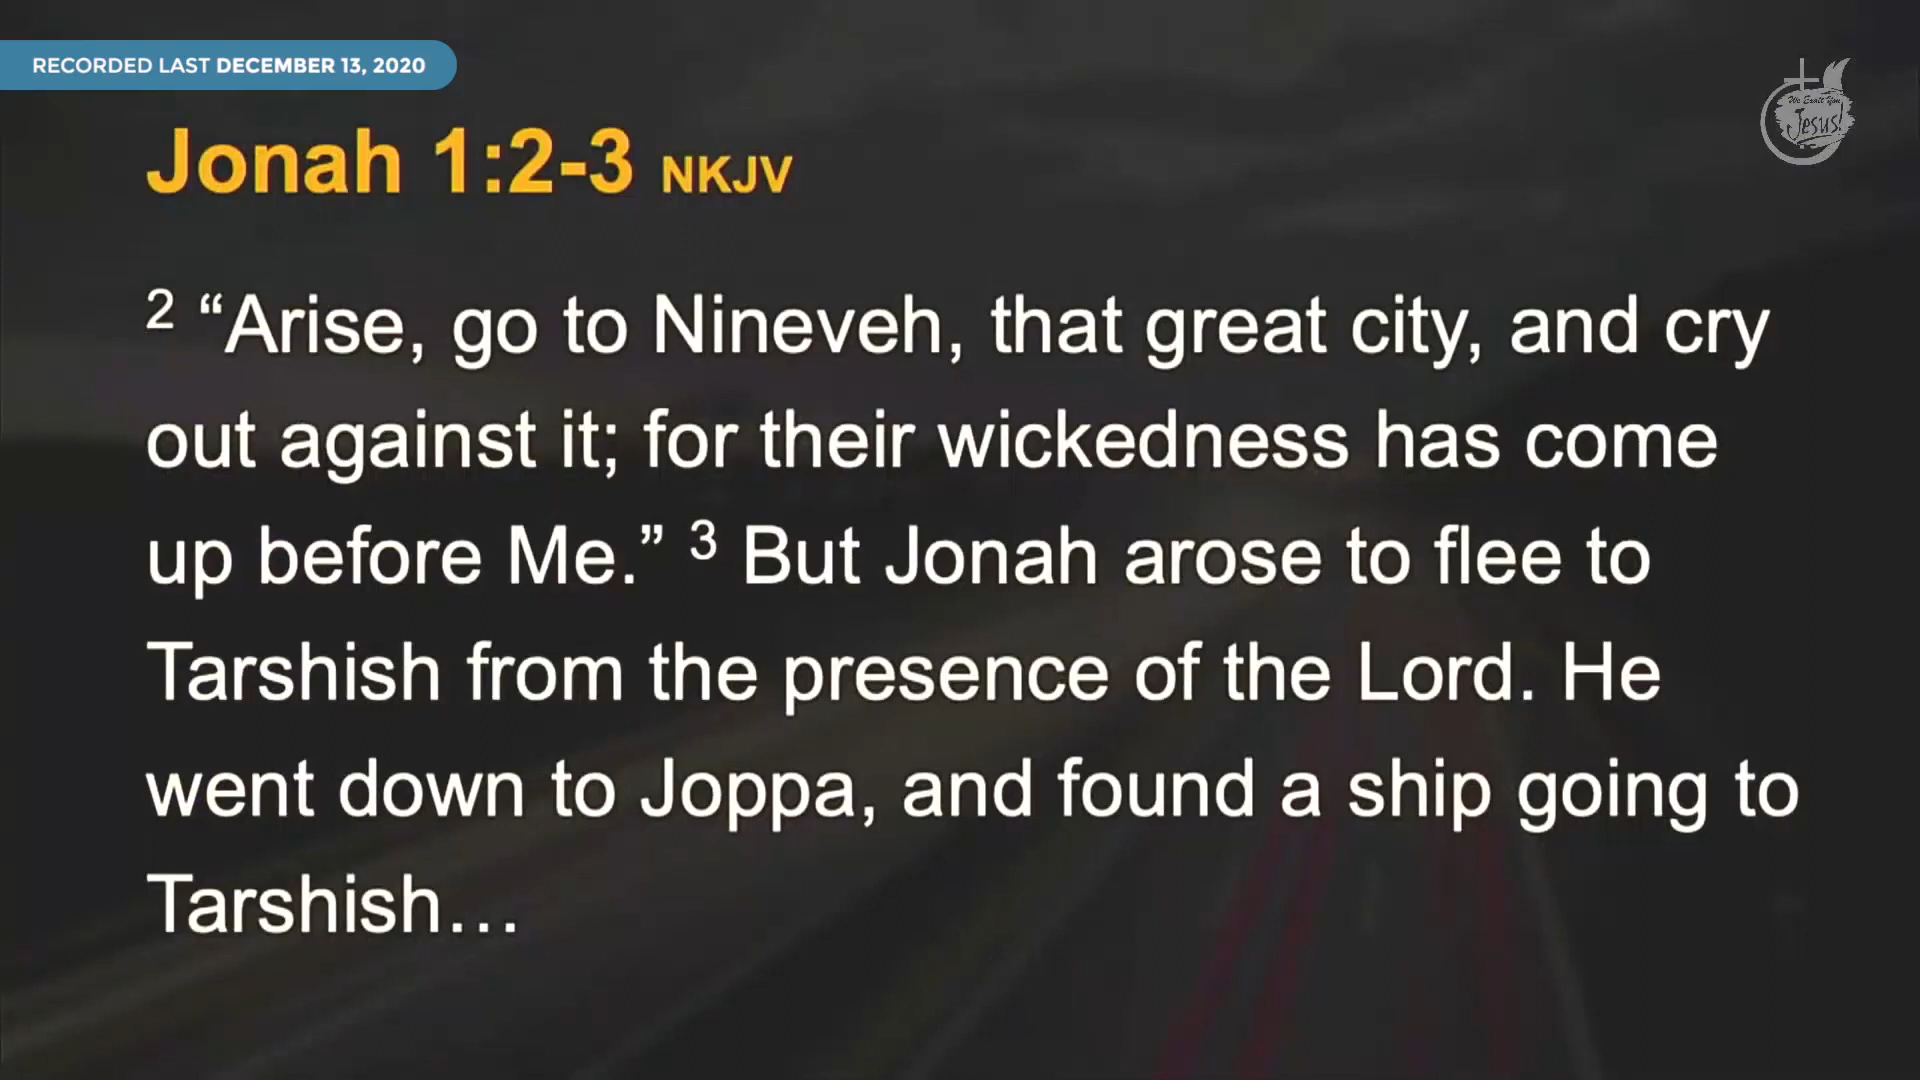 RECORDED LAST DECEMBER 13, 2020
We Exalt You
Jesus!
Jonah 1:2-3 NKJV
2 “Arise, go to Nineveh, that great city, and cry
out against it; for their wickedness has come
up before Me.” 3 But Jonah arose to flee to
Tarshish from the presence of the Lord. He
went down to Joppa, and found a ship going to
Tarshish…